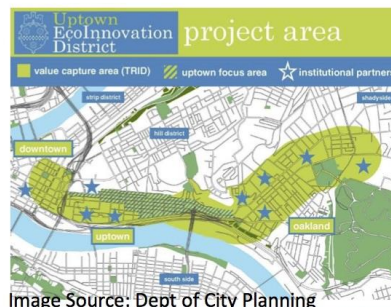 Uptown
EcoInnovation
District
project area
value capture area (TRID)
uptown focus area
institutional partner
strip district
shadyside
hill district
downtown
uptown
oakland
south side
Image Source: Dept of City Planning